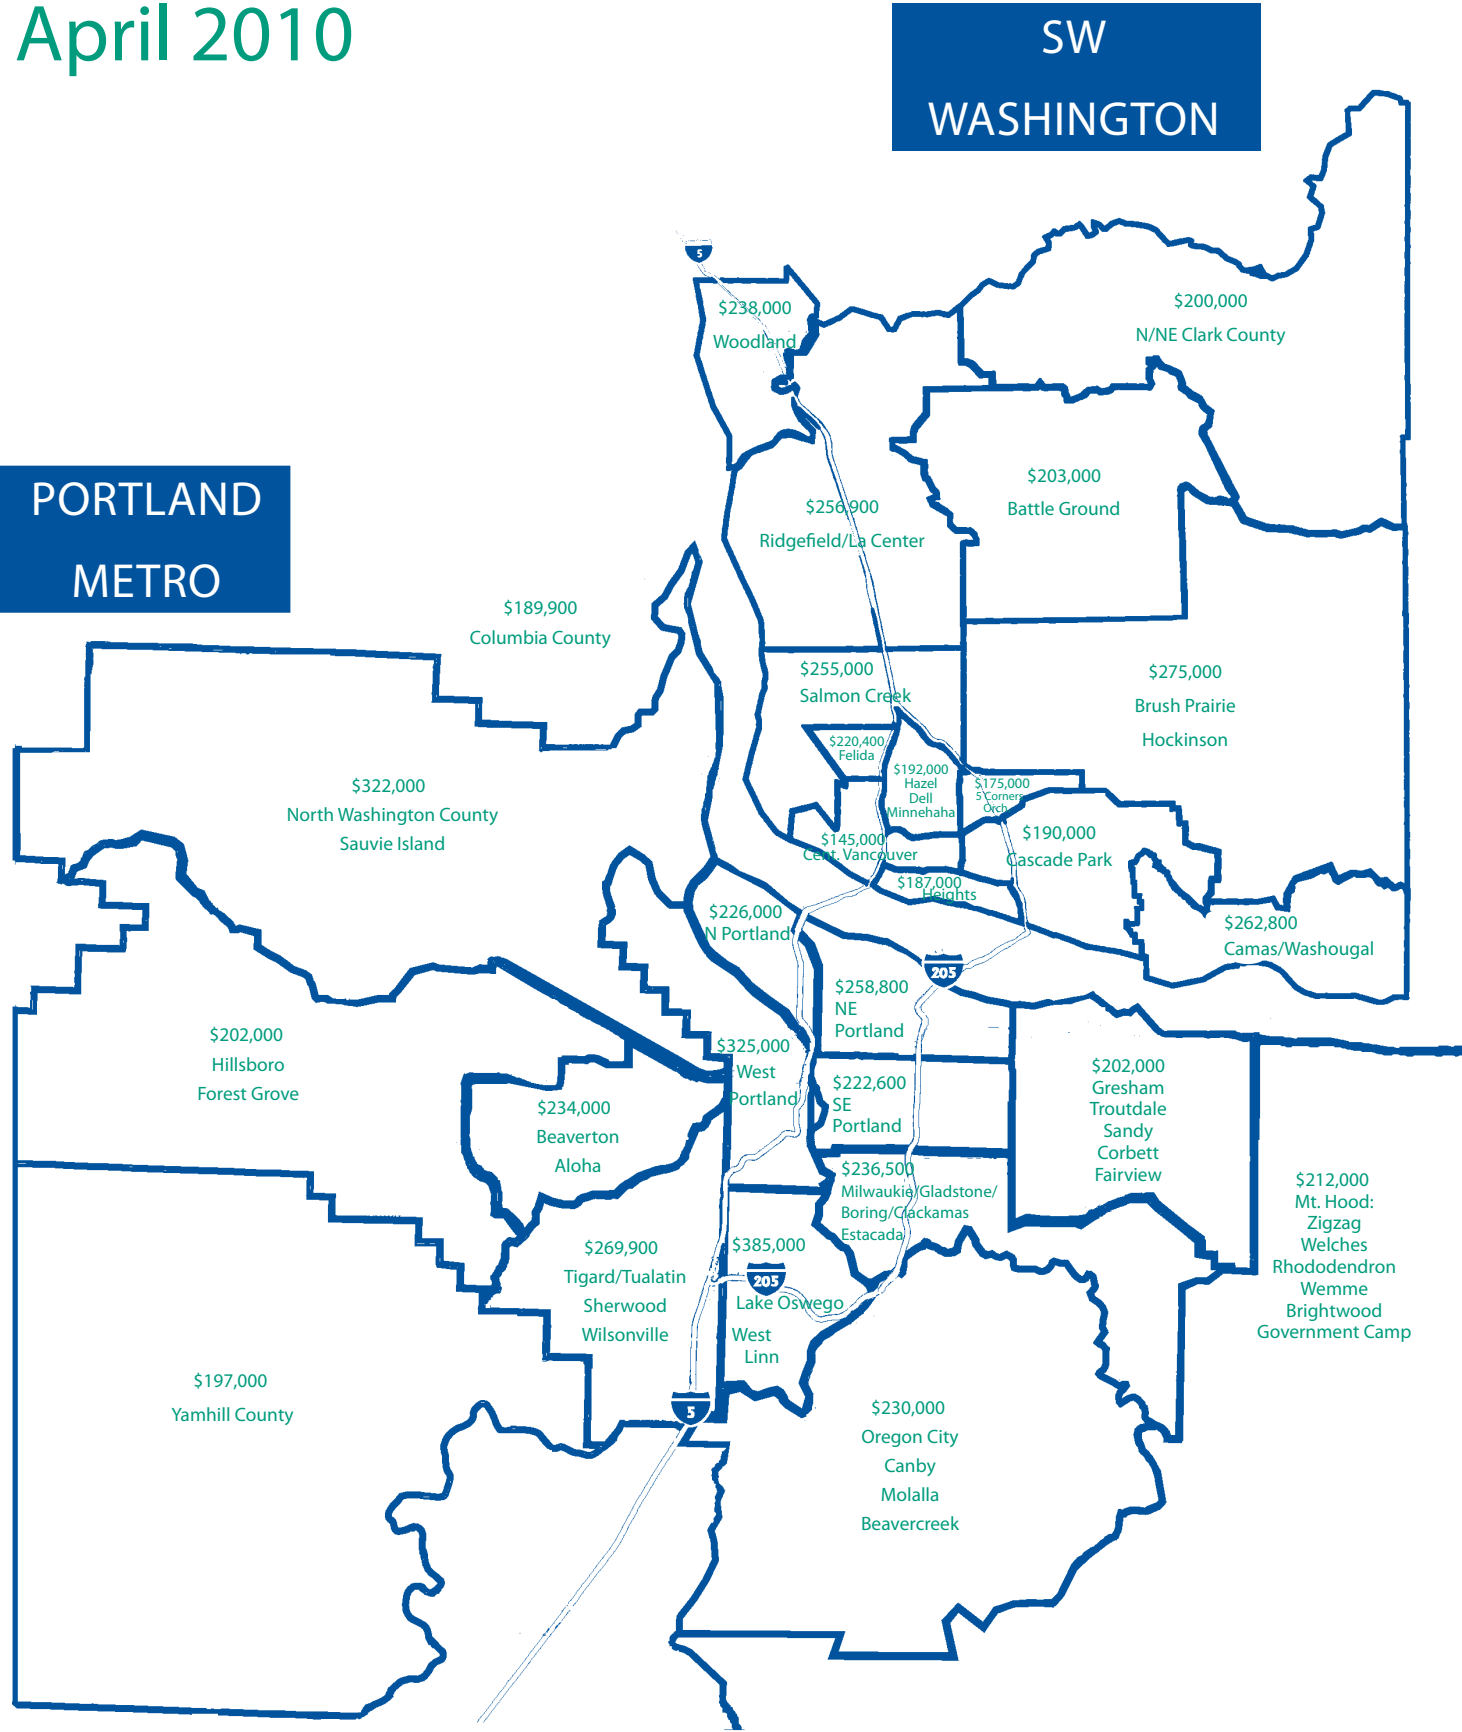 April 2010
SW
WASHINGTON
5
$238,000
Woodland
$200,000
N/NE Clark County
PORTLAND
METRO
$203,000
Battle Ground
$256,900
Ridgefield/La Center
$189,900
Columbia County
$255,000
Salmon Creek
$275,000
Brush Prairie
Hockinson
$220,400
Felida
$192,000
Hazel
Dell
Minnehaha
$175,000
5 Corners
Orch.
$322,000
North Washington County
Sauvie Island
$145,000
Cent. Vancouver
$190,000
Cascade Park
$187,000
Heights
$226,000
N Portland
$262,800
Camas/Washougal
205
$258,800
NE
Portland
$202,000
Hillsboro
Forest Grove
$325,000
West
Portland
$222,600
SE
Portland
$202,000
Gresham
Troutdale
Sandy
Corbett
Fairview
$234,000
Beaverton
Aloha
$236,500
Milwaukie/Gladstone/
Boring/Clackamas
Estacada
$212,000
Mt. Hood:
Zigzag
Welches
Rhododendron
Wemme
Brightwood
Government Camp
$269,900
Tigard/Tualatin
Sherwood
Wilsonville
$385,000
205
Lake Oswego
West
Linn
$197,000
Yamhill County
5
$230,000
Oregon City
Canby
Molalla
Beavercreek